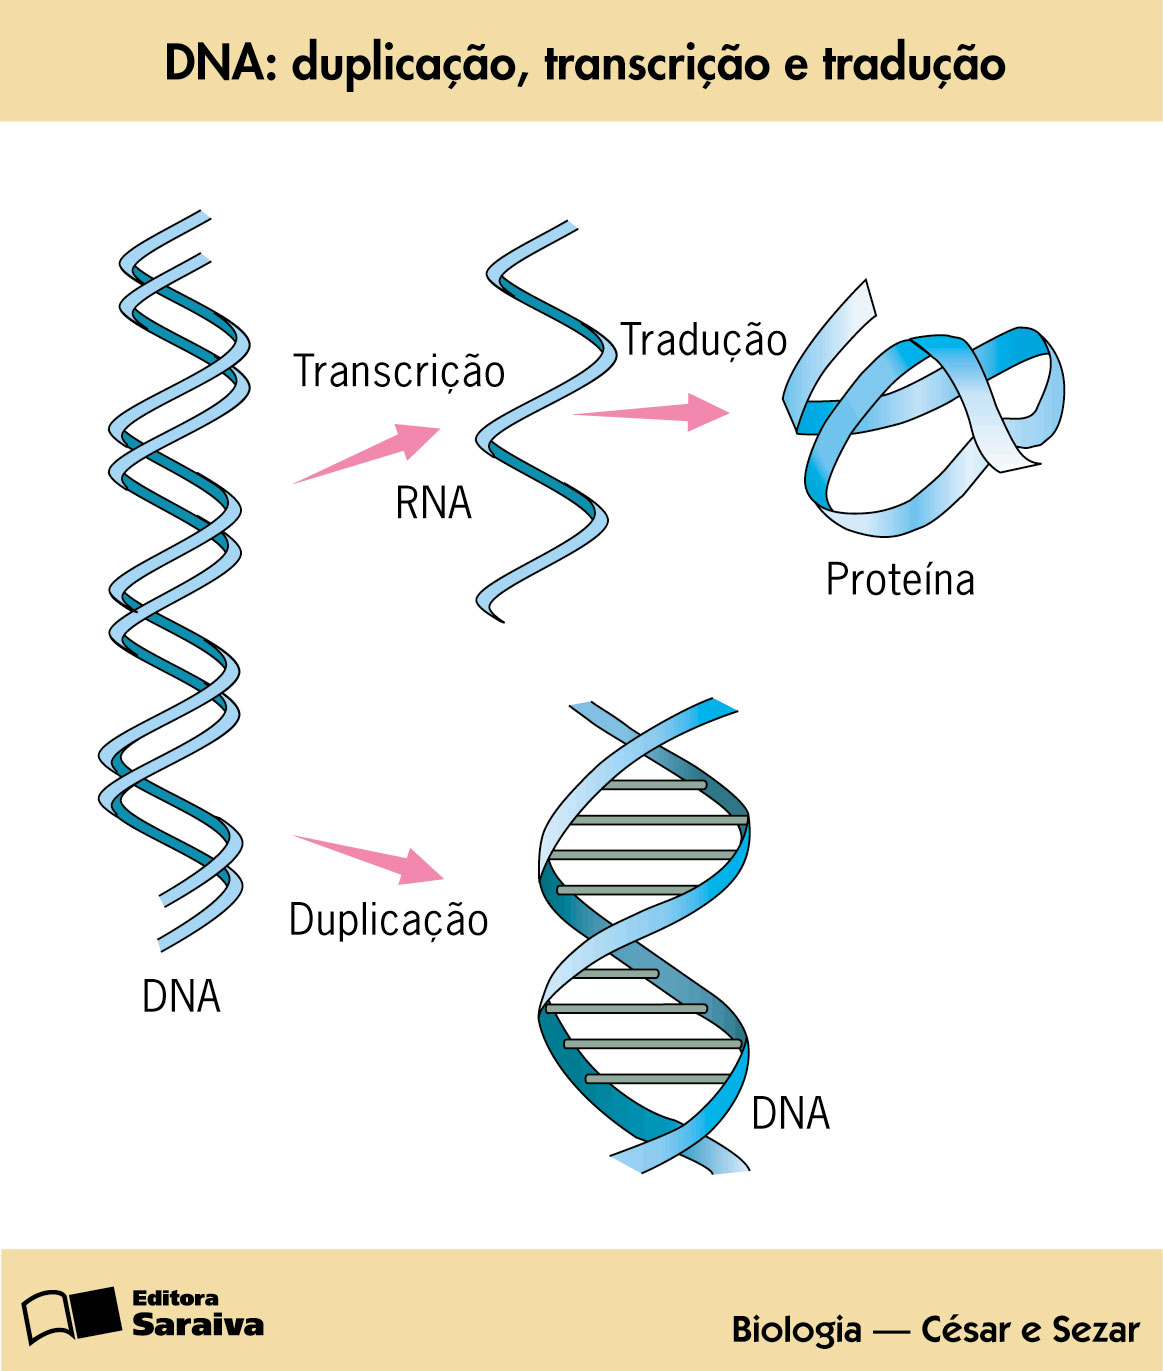 DNA: duplicação, transcrição e tradução
Transcrição
Tradução
RNA
Proteína
Duplicação
DNA
DNA
Editora
Saraiva
Biologia — César e Sezar